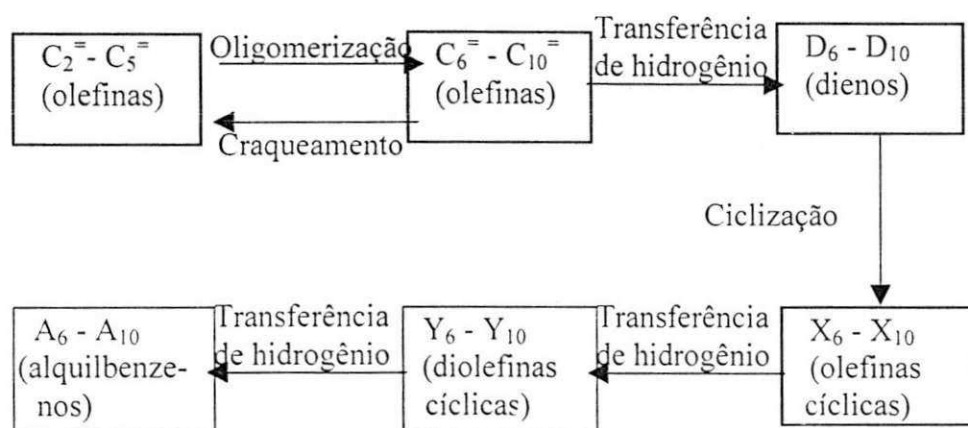 C₂⁼ - C₅⁼
(olefinas)
Oligomerização
Craqueamento
C₆⁼ - C₁₀⁼
(olefinas)
Transferência
de hidrogênio
D₆ - D₁₀
(dienos)
Ciclização
A₆ - A₁₀
(alquilbenze-
nos)
Transferência
de hidrogênio
Y₆ - Y₁₀
(diolefinas
cíclicas)
Transferência
de hidrogênio
X₆ - X₁₀
(olefinas
cíclicas)